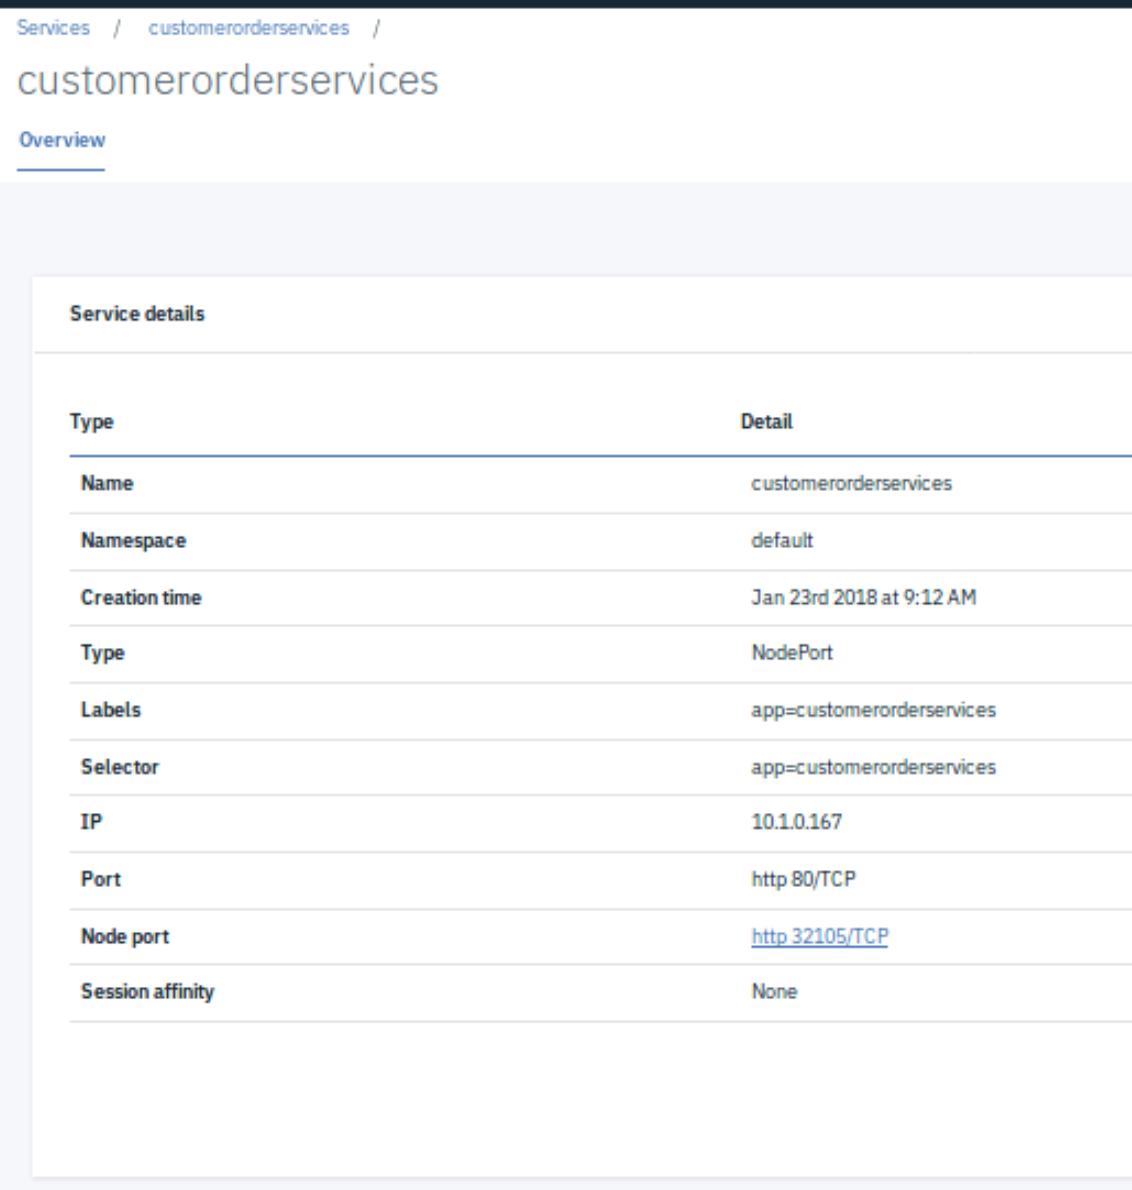 Services / customerorderservices /
customerorderservices
Overview
Service details
Type Detail
Name customerorderservices
Namespace default
Creation time Jan 23rd 2018 at 9:12 AM
Type NodePort
Labels app=customerorderservices
Selector app=customerorderservices
IP 10.1.0.167
Port http 80/TCP
Node port http 32105/TCP
Session affinity None